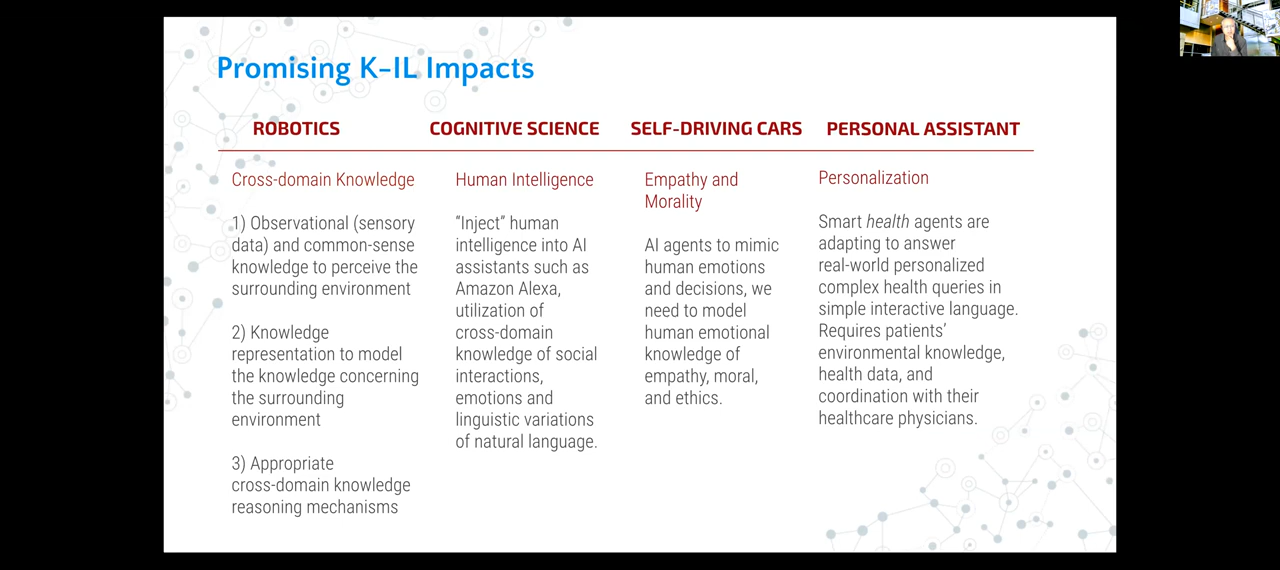 Promising K-IL Impacts
ROBOTICS
Cross-domain Knowledge
1) Observational (sensory
data) and common-sense
knowledge to perceive the
surrounding environment
2) Knowledge
representation to model
the knowledge concerning
the surrounding
environment
3) Appropriate
cross-domain knowledge
reasoning mechanisms
COGNITIVE SCIENCE
Human Intelligence
"Inject" human
intelligence into AI
assistants such as
Amazon Alexa,
utilization of
cross-domain
knowledge of social
interactions,
emotions and
linguistic variations
of natural language.
SELF-DRIVING CARS
Empathy and
Morality
AI agents to mimic
human emotions
and decisions, we
need to model
human emotional
knowledge of
empathy, moral,
and ethics.
PERSONAL ASSISTANT
Personalization
Smart health agents are
adapting to answer
real-world personalized
complex health queries in
simple interactive language.
Requires patients'
environmental knowledge,
health data, and
coordination with their
healthcare physicians.